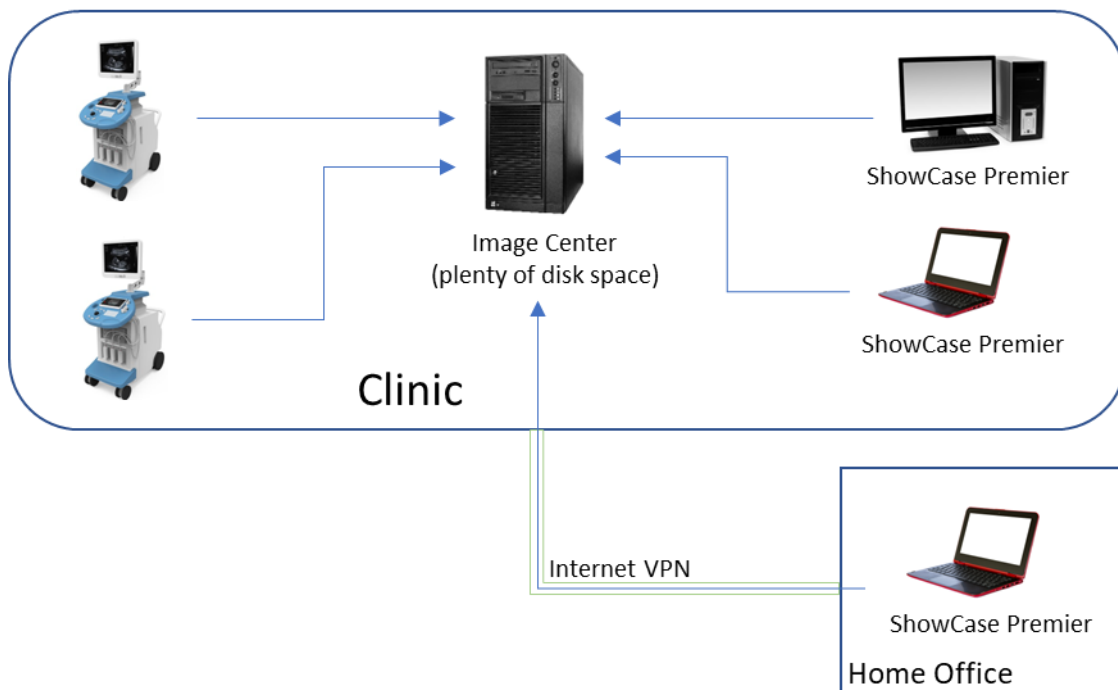 ShowCase Premier
Image Center
(plenty of disk space)
ShowCase Premier
Clinic
Internet VPN
ShowCase Premier
Home Office